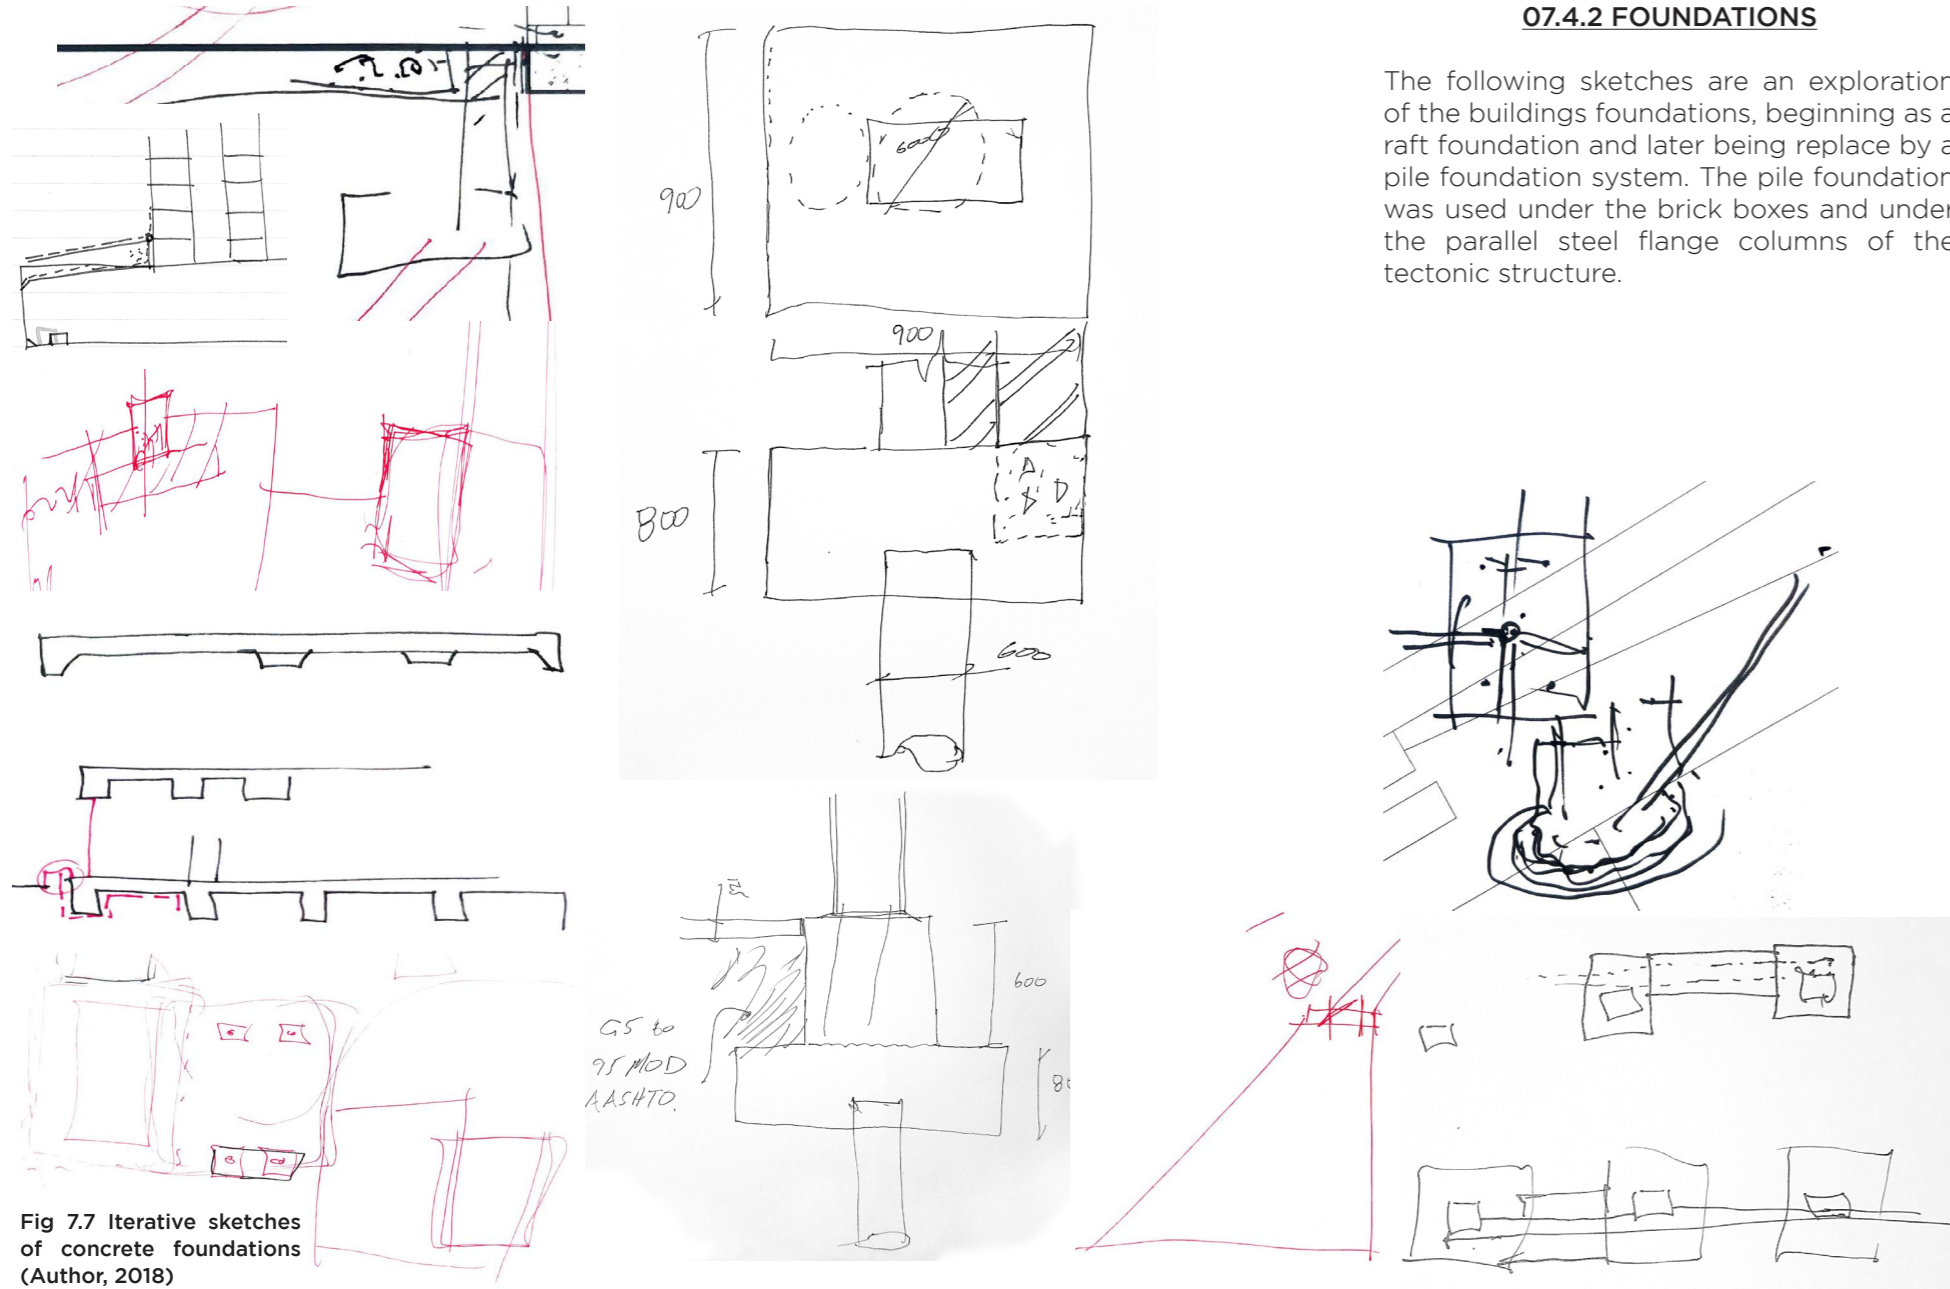 07.4.2 FOUNDATIONS
The following sketches are an exploration
of the buildings foundations, beginning as a
raft foundation and later being replace by a
pile foundation system. The pile foundation
was used under the brick boxes and under
the parallel steel flange columns of the
tectonic structure.
900
600
900
800
600
600
G5 to
95 MOD
AASHTO.
Fig 7.7 Iterative sketches
of concrete foundations
(Author, 2018)